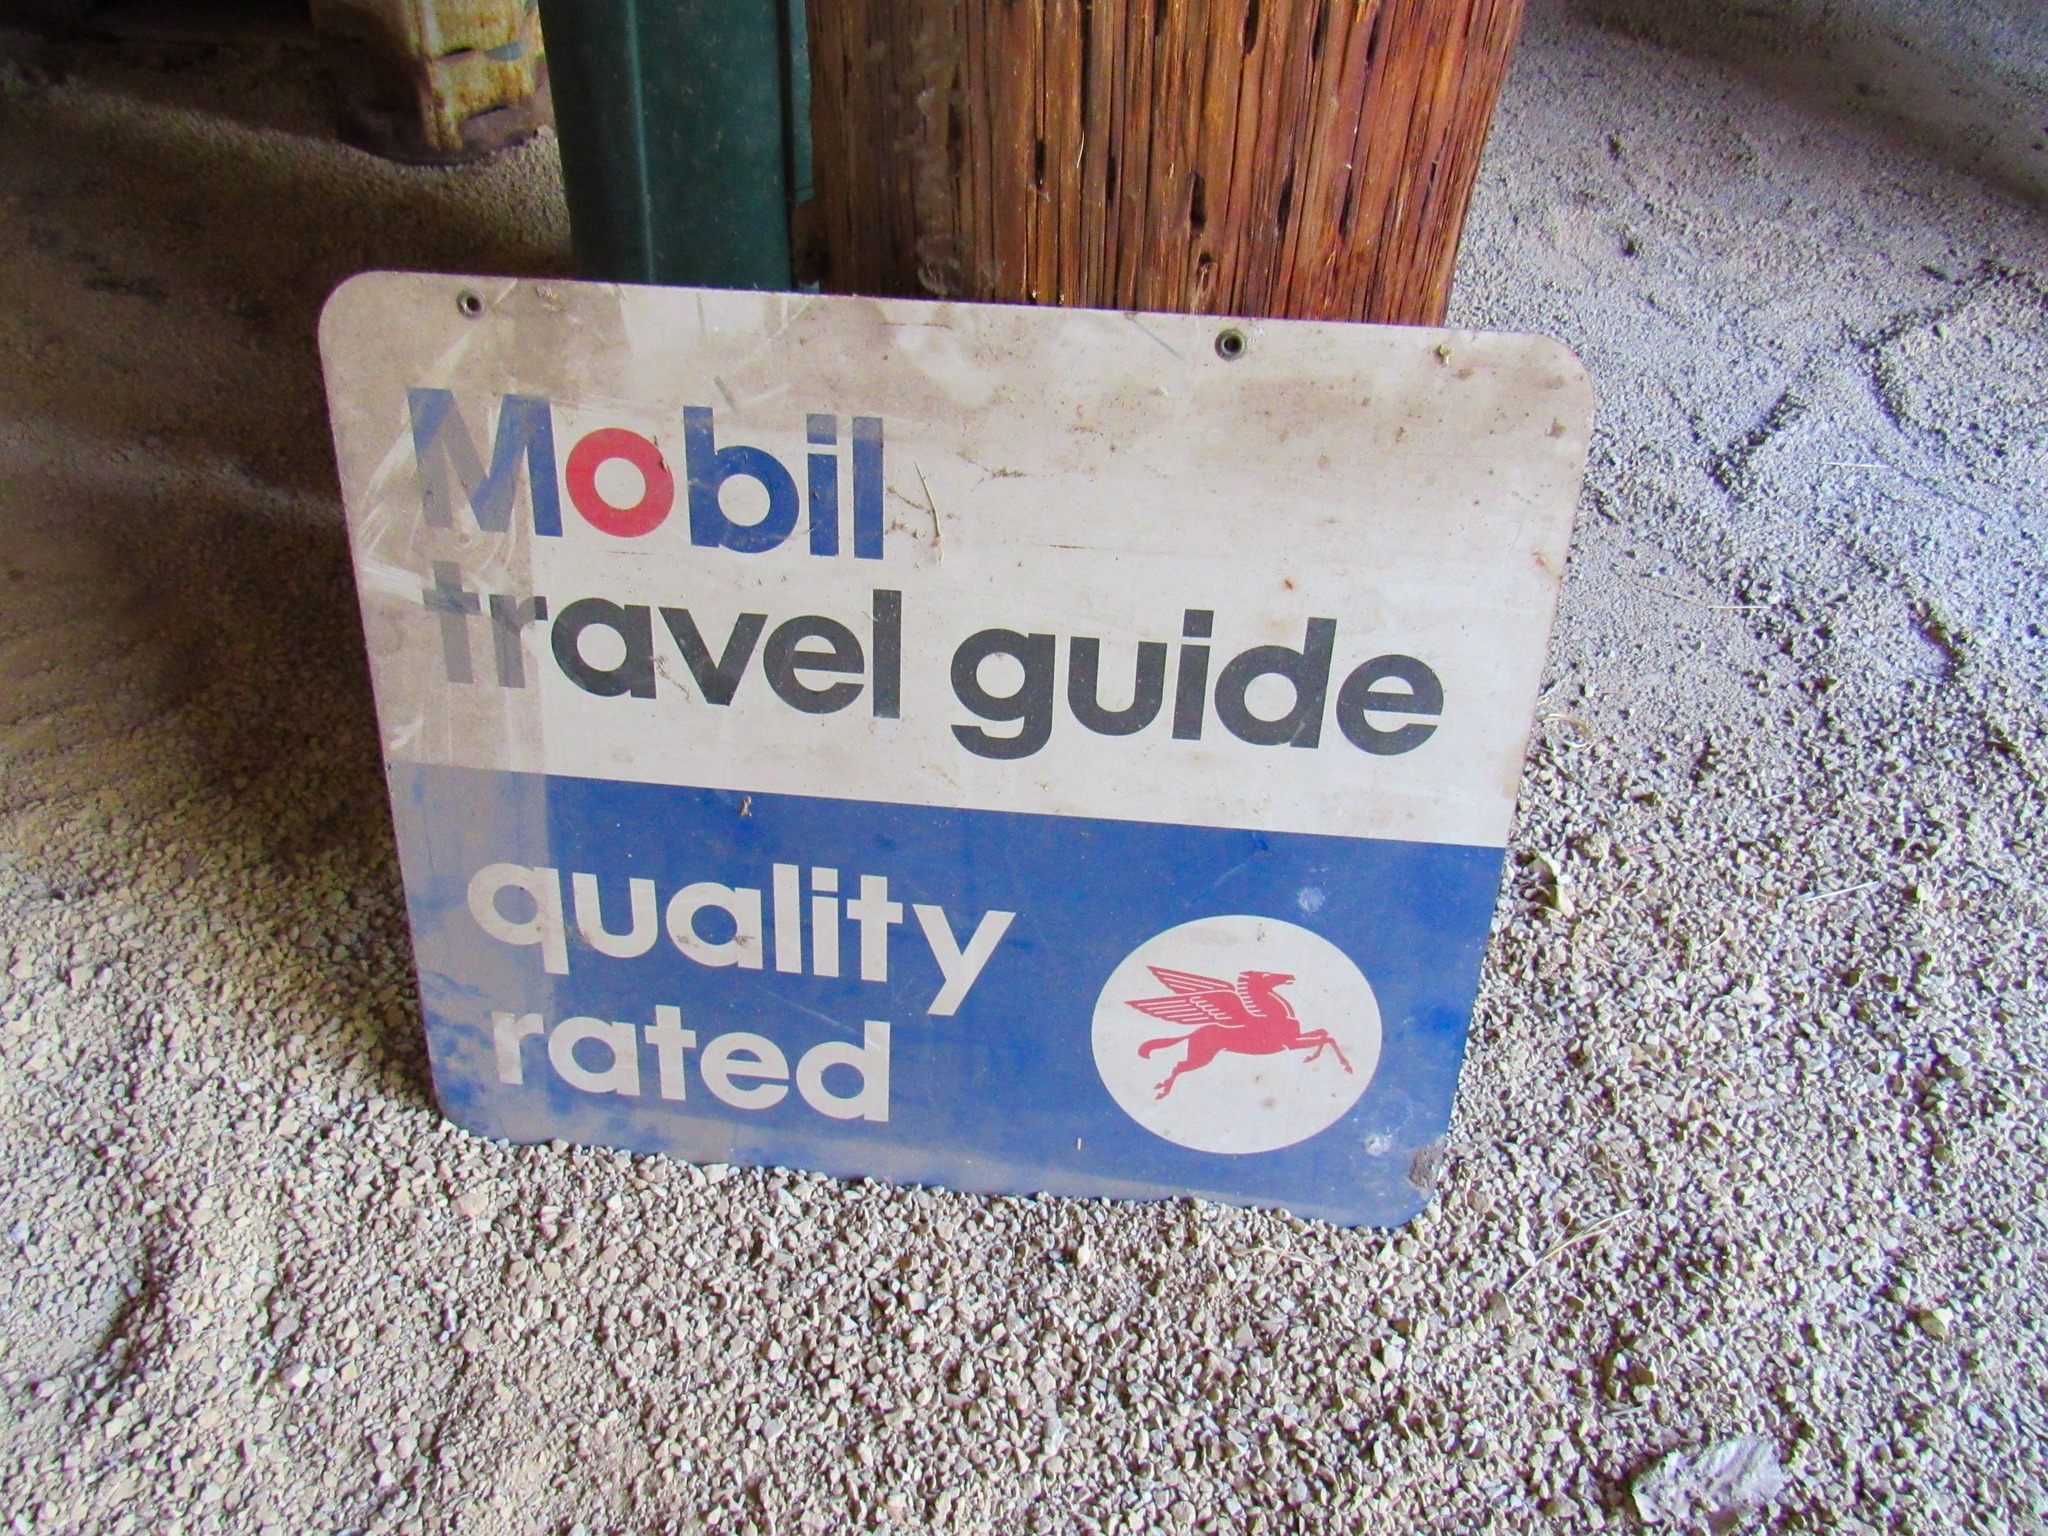 Mobil
travel guide
quality
rated